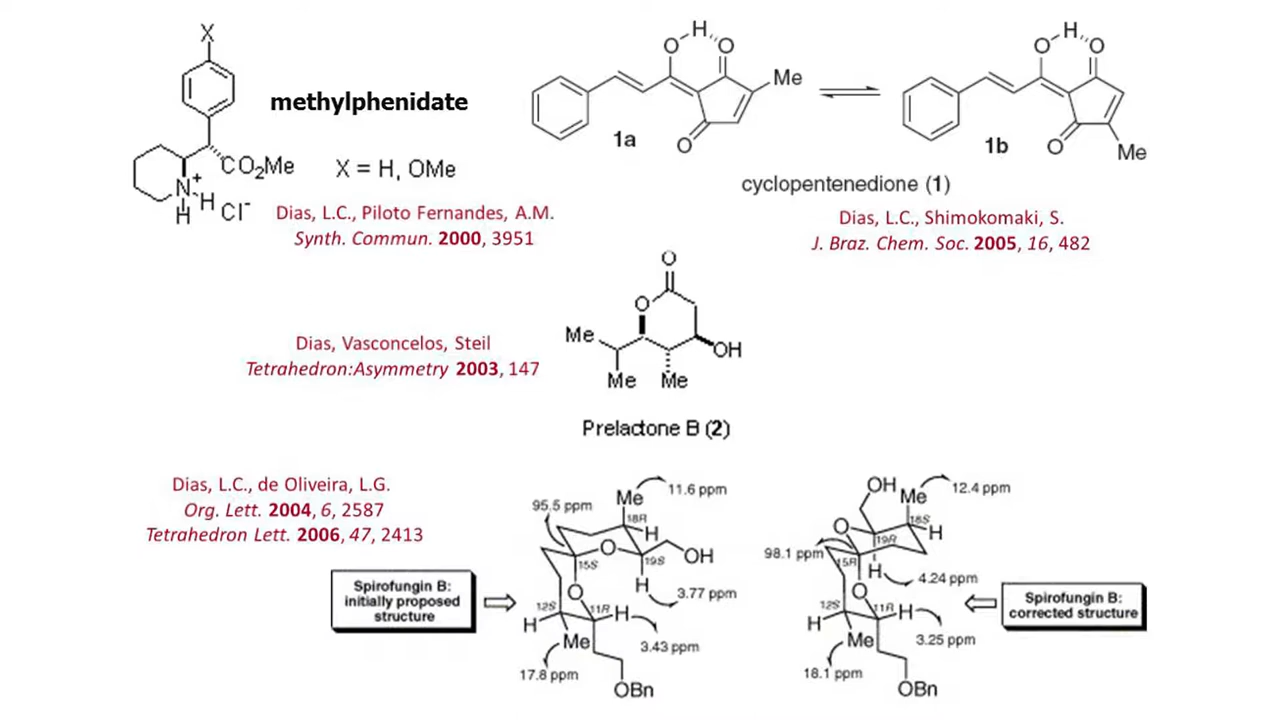 X
methylphenidate
CO2Me
N+
H
H
Cl-
X = H, OMe
Dias, L.C., Piloto Fernandes, A.M.
Synth. Commun. 2000, 3951
O H O
Me
O
1a
O H O
O
Me
1b
cyclopentenedione (1)
Dias, L.C., Shimokomaki, S.
J. Braz. Chem. Soc. 2005, 16, 482
Dias, Vasconcelos, Steil
Tetrahedron:Asymmetry 2003, 147
O
O
Me
OH
Me Me
Prelactone B (2)
Dias, L.C., de Oliveira, L.G.
Org. Lett. 2004, 6, 2587
Tetrahedron Lett. 2006, 47, 2413
Spirofungin B:
initially proposed
structure
95.5 ppm
Me
11.6 ppm
18R
H
O
OH
15S
19S
H
3.77 ppm
O
12S
11R
H
H
3.43 ppm
Me
17.8 ppm
OBn
OH
Me
12.4 ppm
18S
H
O
19R
98.1 ppm
15R
H
4.24 ppm
O
12S
11R
H
H
3.25 ppm
Me
18.1 ppm
OBn
Spirofungin B:
corrected structure